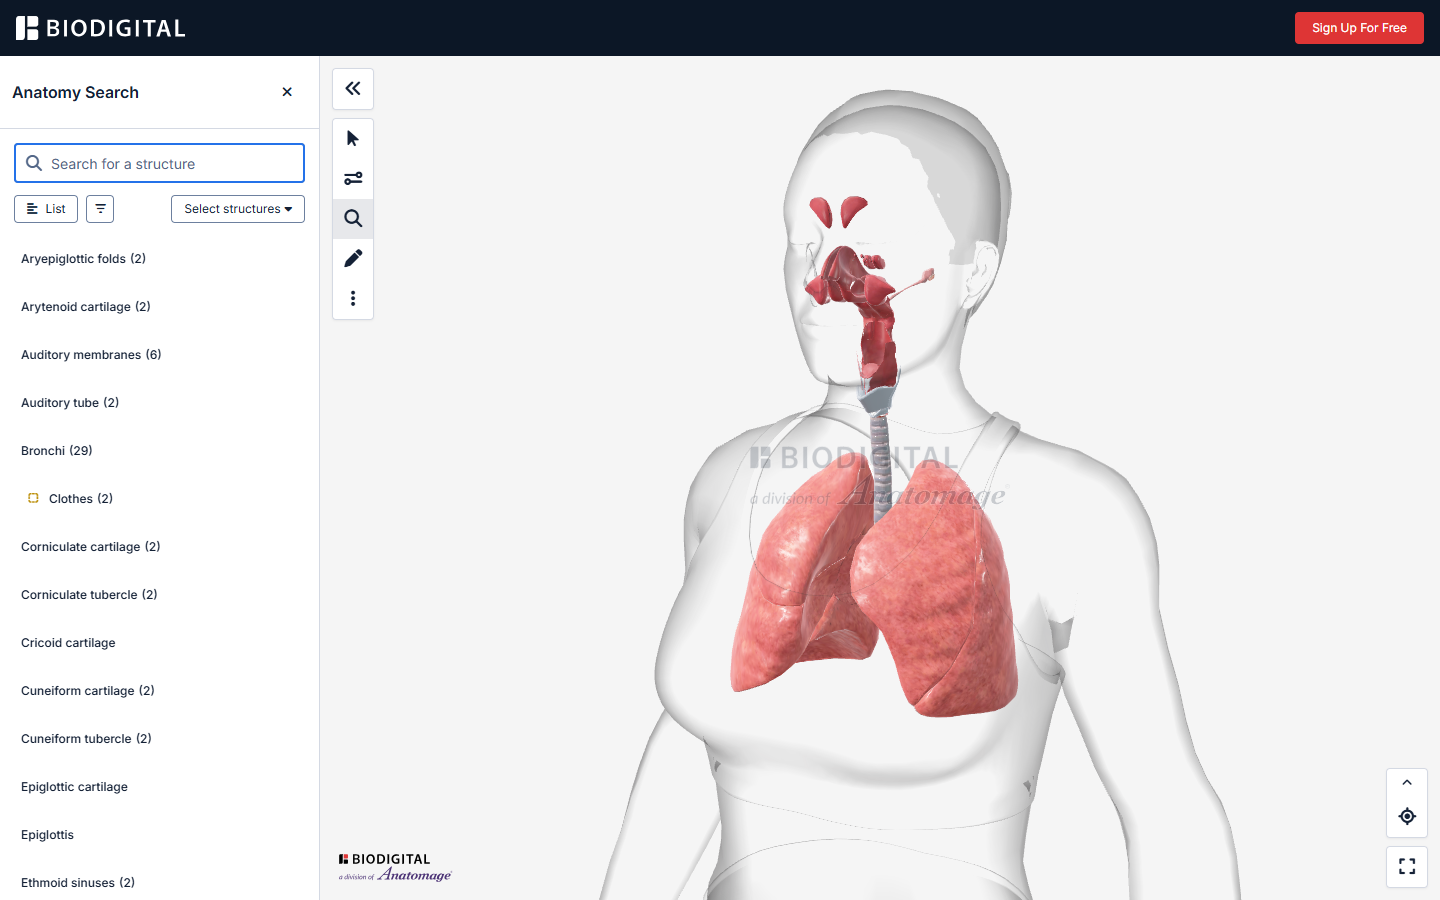 BIODIGITAL
Sign Up For Free
Anatomy Search
Search for a structure
List
Select structures
Aryepiglottic folds (2)
Arytenoid cartilage (2)
Auditory membranes (6)
Auditory tube (2)
Bronchi (29)
Clothes (2)
Corniculate cartilage (2)
Corniculate tubercle (2)
Cricoid cartilage
Cuneiform cartilage (2)
Cuneiform tubercle (2)
Epiglottic cartilage
Epiglottis
Ethmoid sinuses (2)
BIODIGITAL
a division of Anatomage
BIODIGITAL
a division of Anatomage